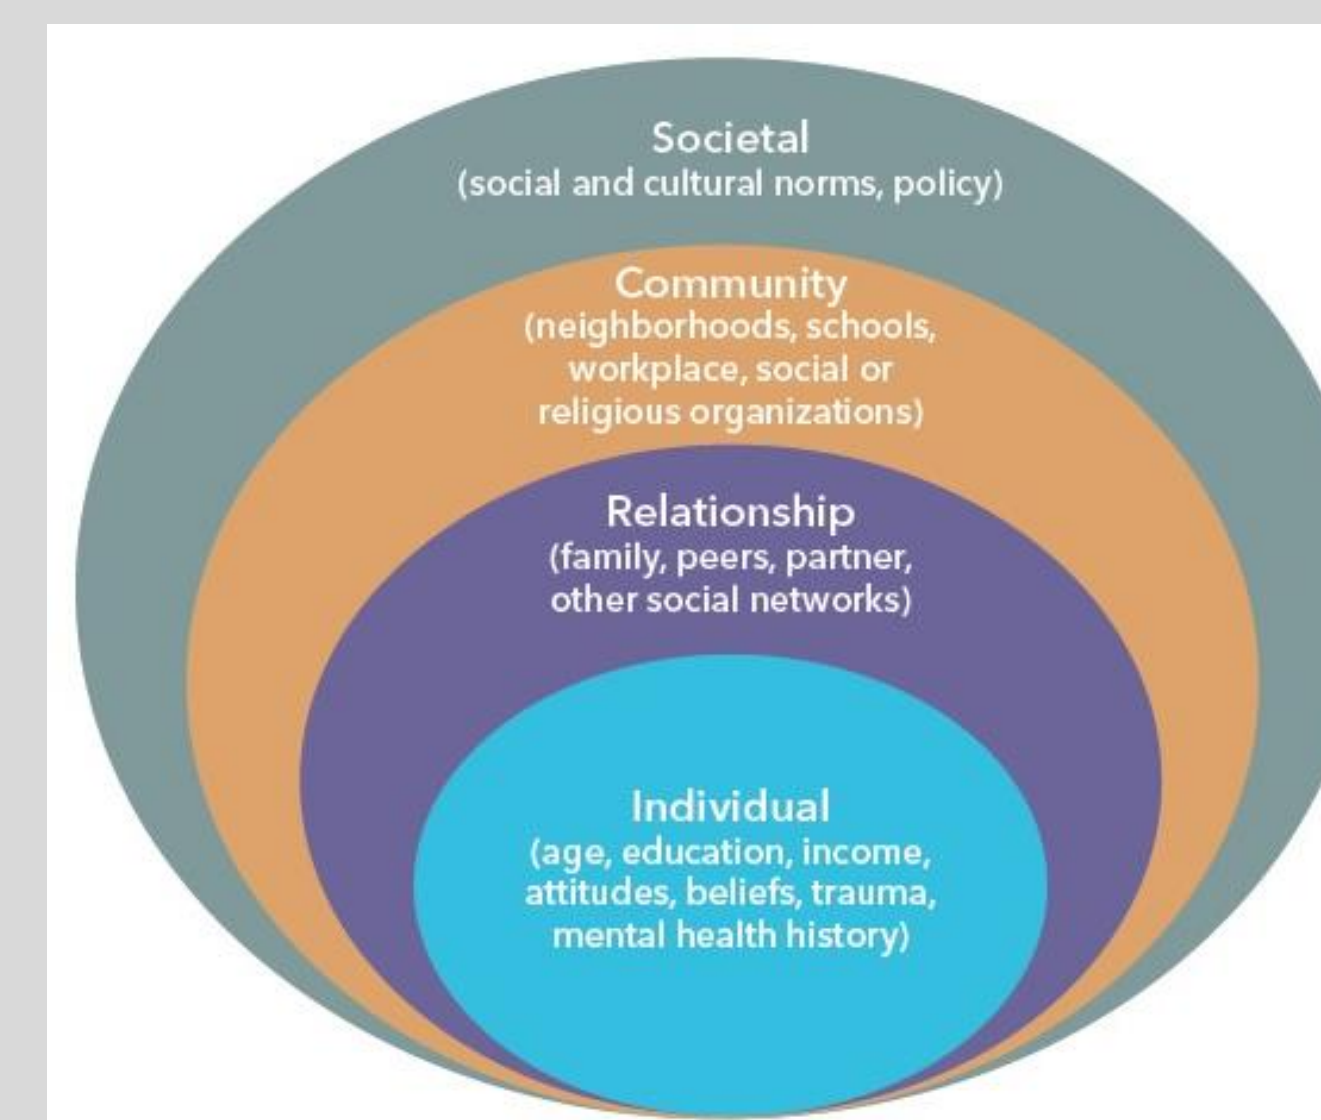 Societal
(social and cultural norms, policy)
Community
(neighborhoods, schools,
workplace, social or
religious organizations)
Relationship
(family, peers, partner,
other social networks)
Individual
(age, education, income,
attitudes, beliefs, trauma,
mental health history)